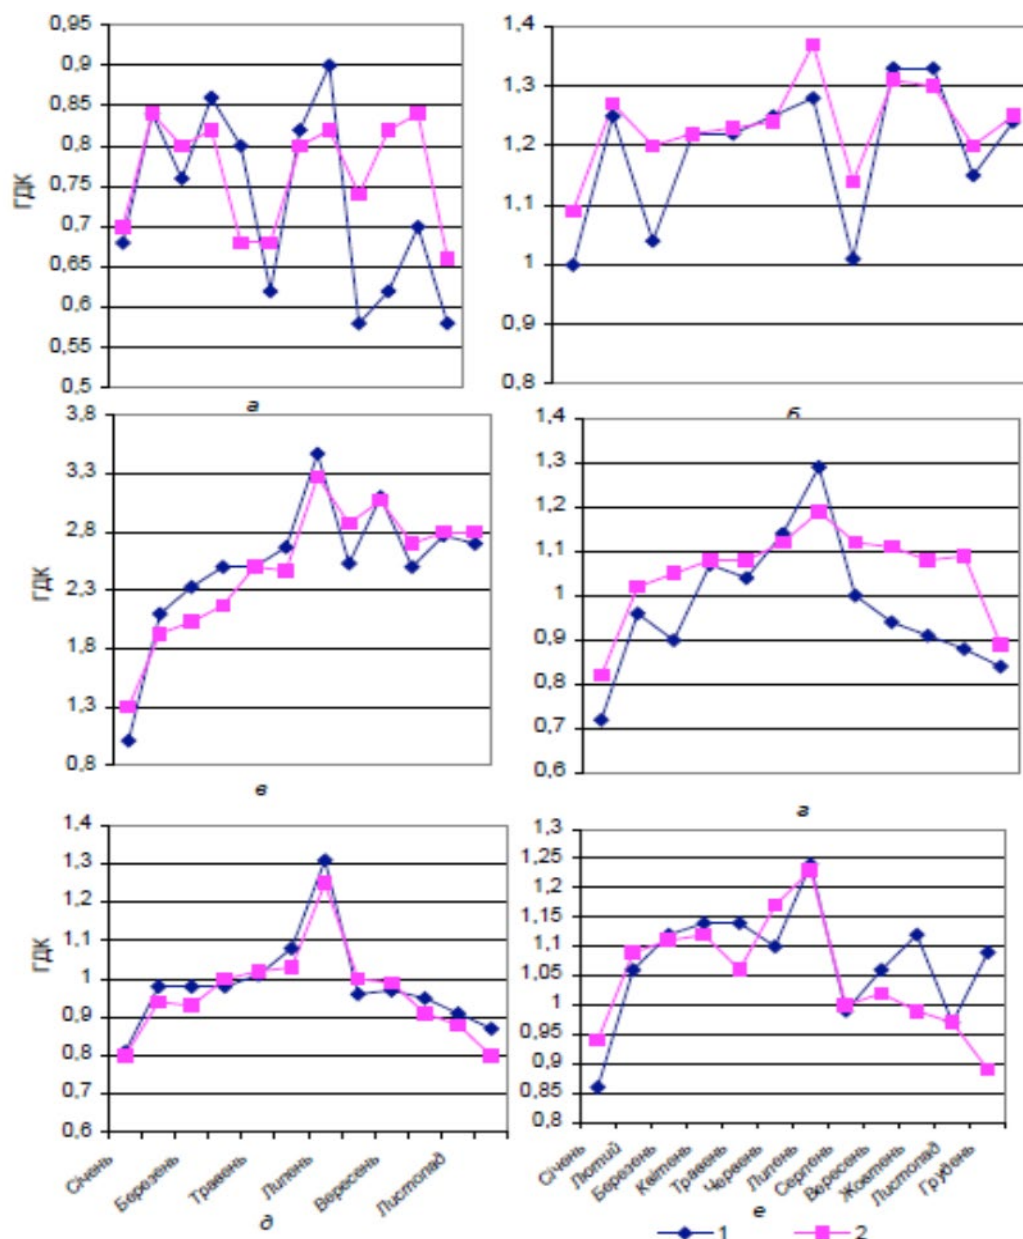 ГДК
0,95
0,9
0,85
0,8
0,75
0,7
0,65
0,6
0,55
0,5
а
1,4
1,3
1,2
1,1
1
0,9
0,8
б
ГДК
3,8
3,3
2,8
2,3
1,8
1,3
0,8
в
1,4
1,3
1,2
1,1
1
0,9
0,8
0,7
0,6
г
ГДК
1,4
1,3
1,2
1,1
1
0,9
0,8
0,7
0,6
Січень
Березень
Травень
Липень
Вересень
Листопад
д
1,3
1,25
1,2
1,15
1,1
1,05
1
0,95
0,9
0,85
0,8
Січень
Лютий
Березень
Квітень
Травень
Червень
Липень
Серпень
Вересень
Жовтень
Листопад
Грудень
е
1 2